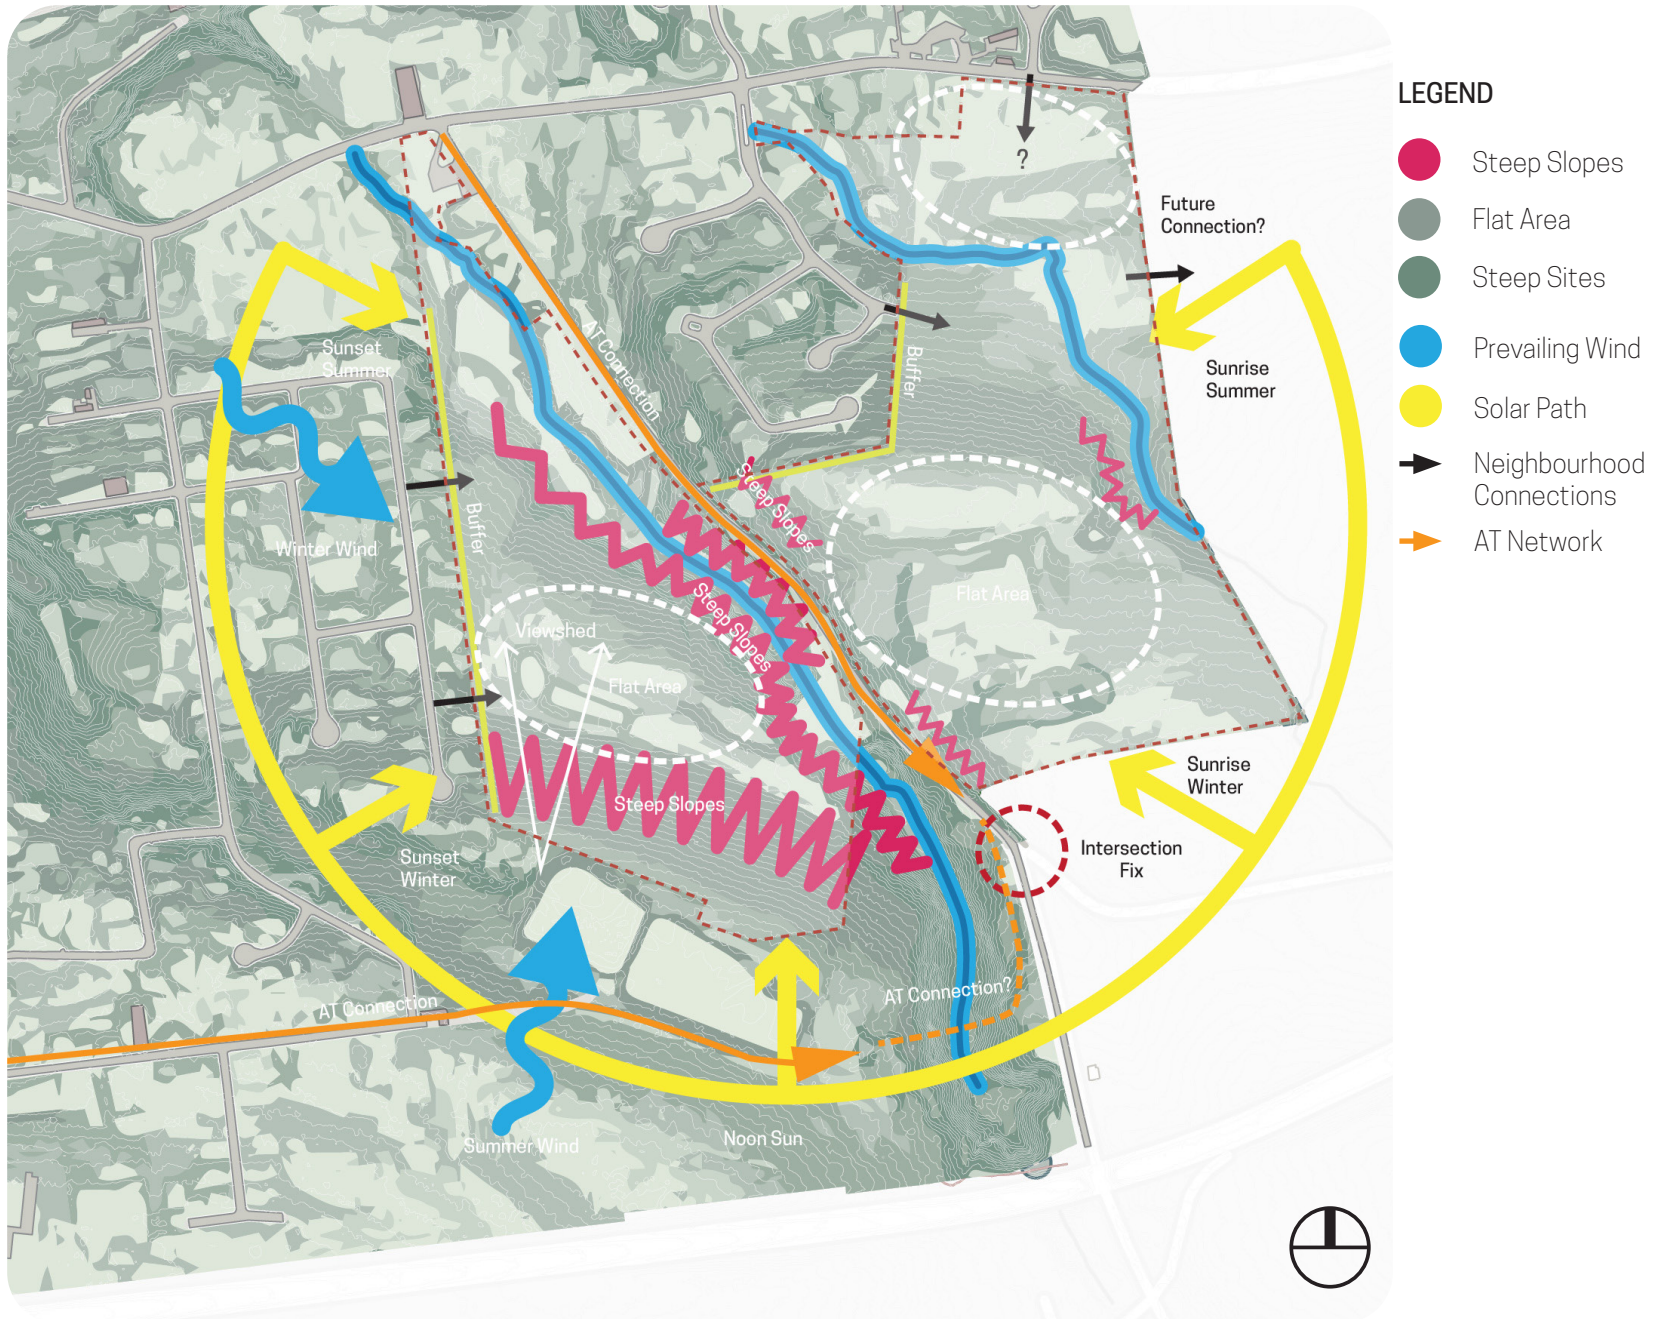 LEGEND
Steep Slopes
Flat Area
Steep Sites
Prevailing Wind
Solar Path
Neighbourhood
Connections
AT Network
?
Future
Connection?
Sunset
Summer
AT Connection
Buffer
Sunrise
Summer
Steep Slopes
Buffer
Winter Wind
Flat Area
Steep Slopes
Viewshed
Flat Area
Sunrise
Winter
Steep Slopes
Intersection
Fix
Sunset
Winter
AT Connection?
AT Connection
Noon Sun
Summer Wind